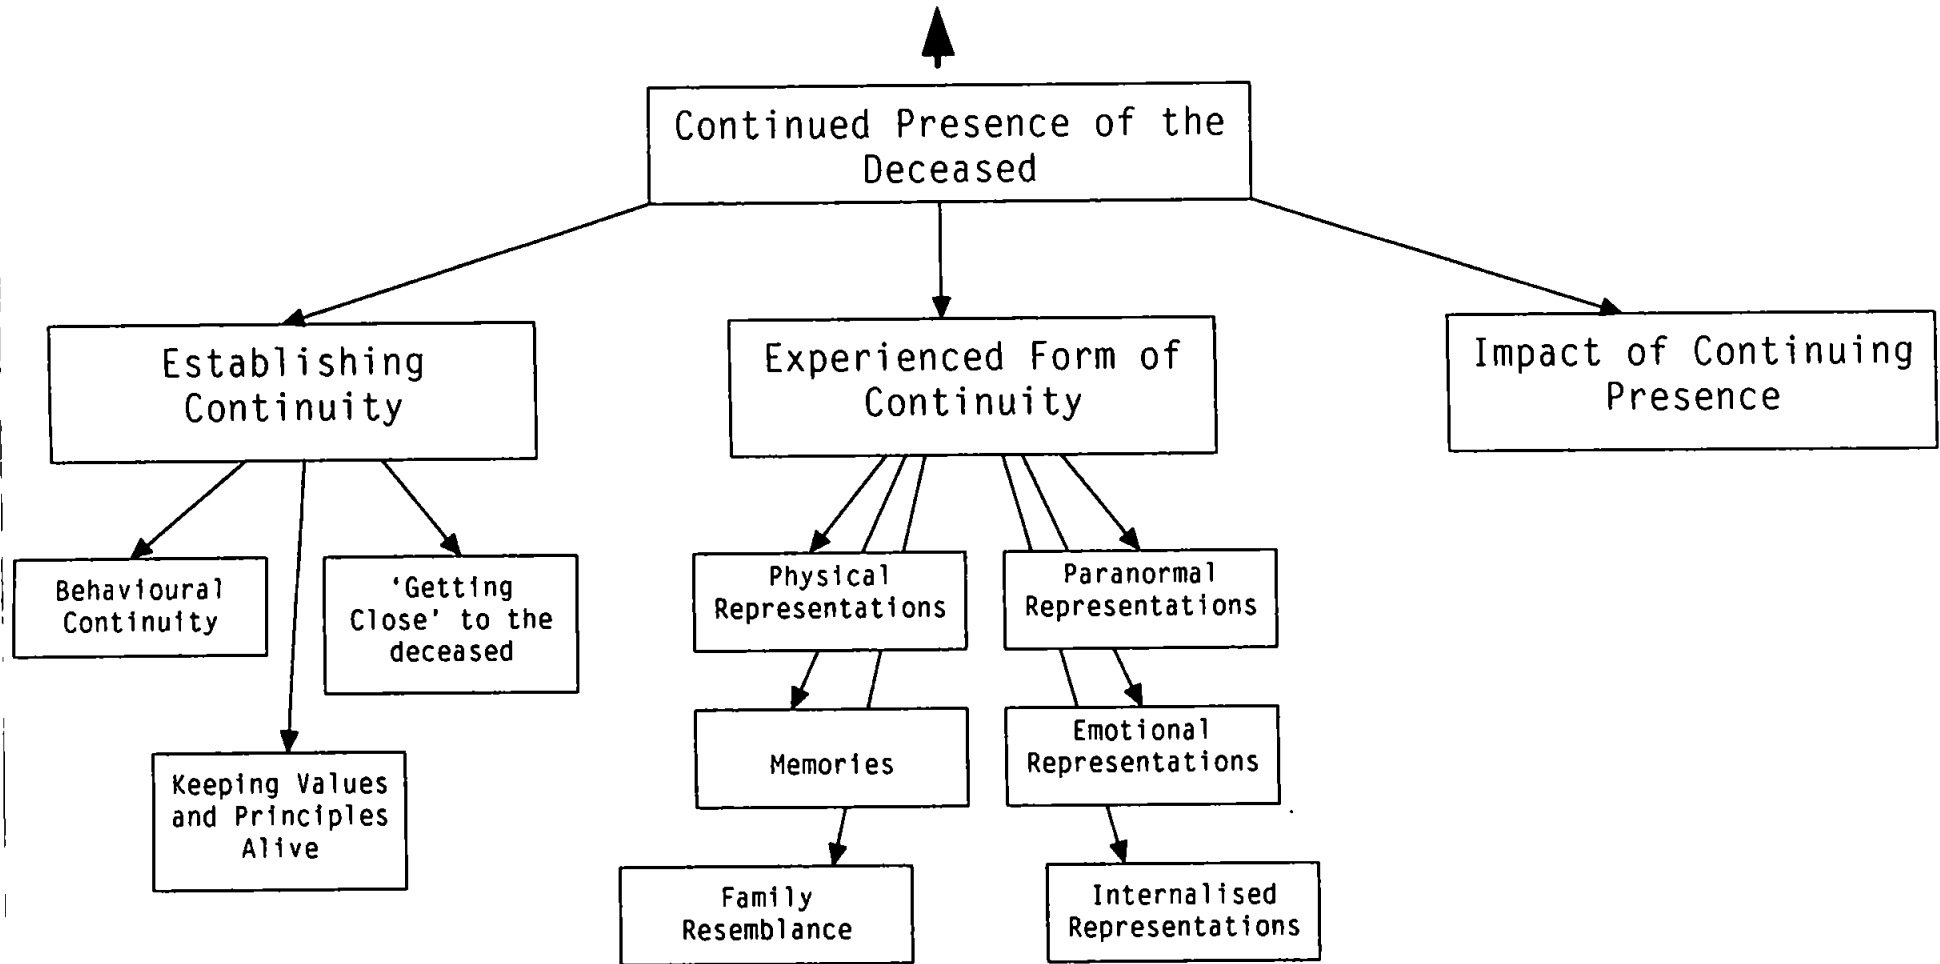 Continued Presence of the
Deceased
Establishing
Continuity
Experienced Form of
Continuity
Impact of Continuing
Presence
Behavioural
Continuity
'Getting
Close' to the
deceased
Keeping Values
and Principles
Alive
Physical
Representations
Paranormal
Representations
Memories
Emotional
Representations
Family
Resemblance
Internalised
Representations